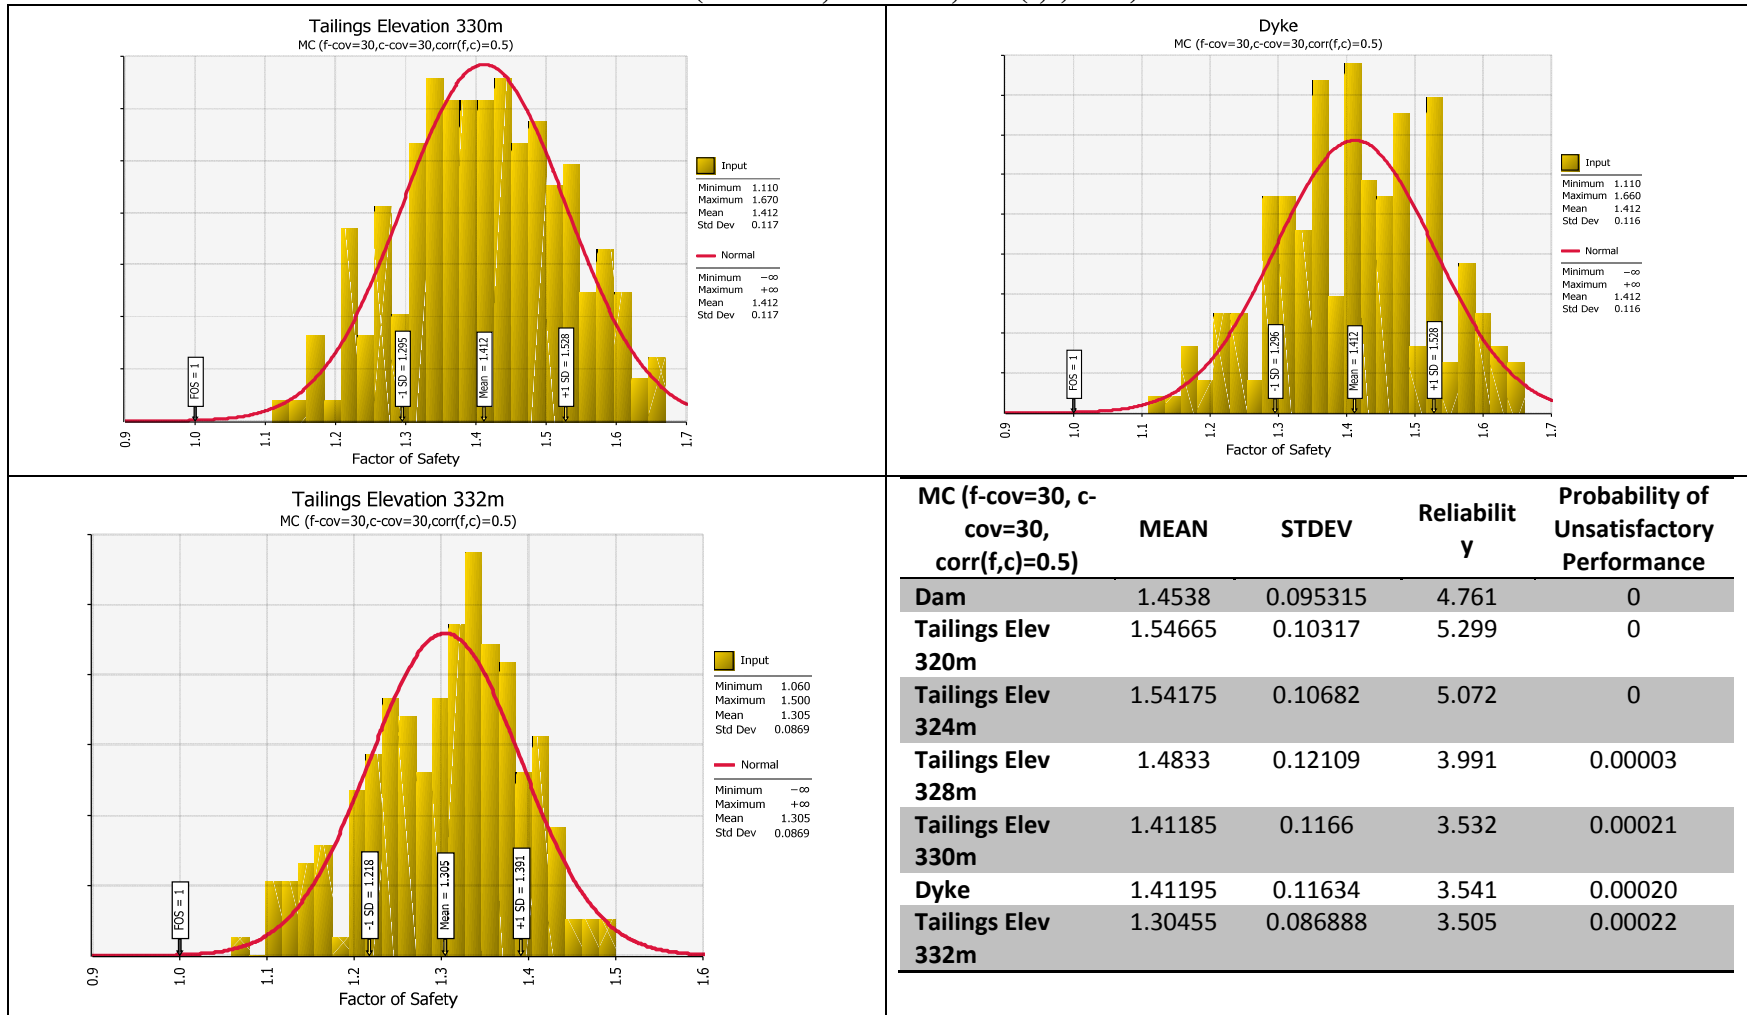 Tailings Elevation 330m
MC (f-cov=30,c-cov=30,corr(f,c)=0.5)
Input
Minimum 1.110
Maximum 1.670
Mean 1.412
Std Dev 0.117
Normal
Minimum −∞
Maximum +∞
Mean 1.412
Std Dev 0.117
FOS = 1
-1 SD = 1.295
Mean = 1.412
+1 SD = 1.528
0.9 1.0 1.1 1.2 1.3 1.4 1.5 1.6 1.7
Factor of Safety
Dyke
MC (f-cov=30,c-cov=30,corr(f,c)=0.5)
Input
Minimum 1.110
Maximum 1.660
Mean 1.412
Std Dev 0.116
Normal
Minimum −∞
Maximum +∞
Mean 1.412
Std Dev 0.116
FOS = 1
-1 SD = 1.296
Mean = 1.412
+1 SD = 1.528
0.9 1.0 1.1 1.2 1.3 1.4 1.5 1.6 1.7
Factor of Safety
Tailings Elevation 332m
MC (f-cov=30,c-cov=30,corr(f,c)=0.5)
Input
Minimum 1.060
Maximum 1.500
Mean 1.305
Std Dev 0.0869
Normal
Minimum −∞
Maximum +∞
Mean 1.305
Std Dev 0.0869
FOS = 1
-1 SD = 1.218
Mean = 1.305
+1 SD = 1.391
0.9 1.0 1.1 1.2 1.3 1.4 1.5 1.6
Factor of Safety
MC (f-cov=30, c-
cov=30,
corr(f,c)=0.5)
MEAN
STDEV
Reliabilit
y
Probability of
Unsatisfactory
Performance
Dam 1.4538 0.095315 4.761 0
Tailings Elev 1.54665 0.10317 5.299 0
320m
Tailings Elev 1.54175 0.10682 5.072 0
324m
Tailings Elev 1.4833 0.12109 3.991 0.00003
328m
Tailings Elev 1.41185 0.1166 3.532 0.00021
330m
Dyke 1.41195 0.11634 3.541 0.00020
Tailings Elev 1.30455 0.086888 3.505 0.00022
332m